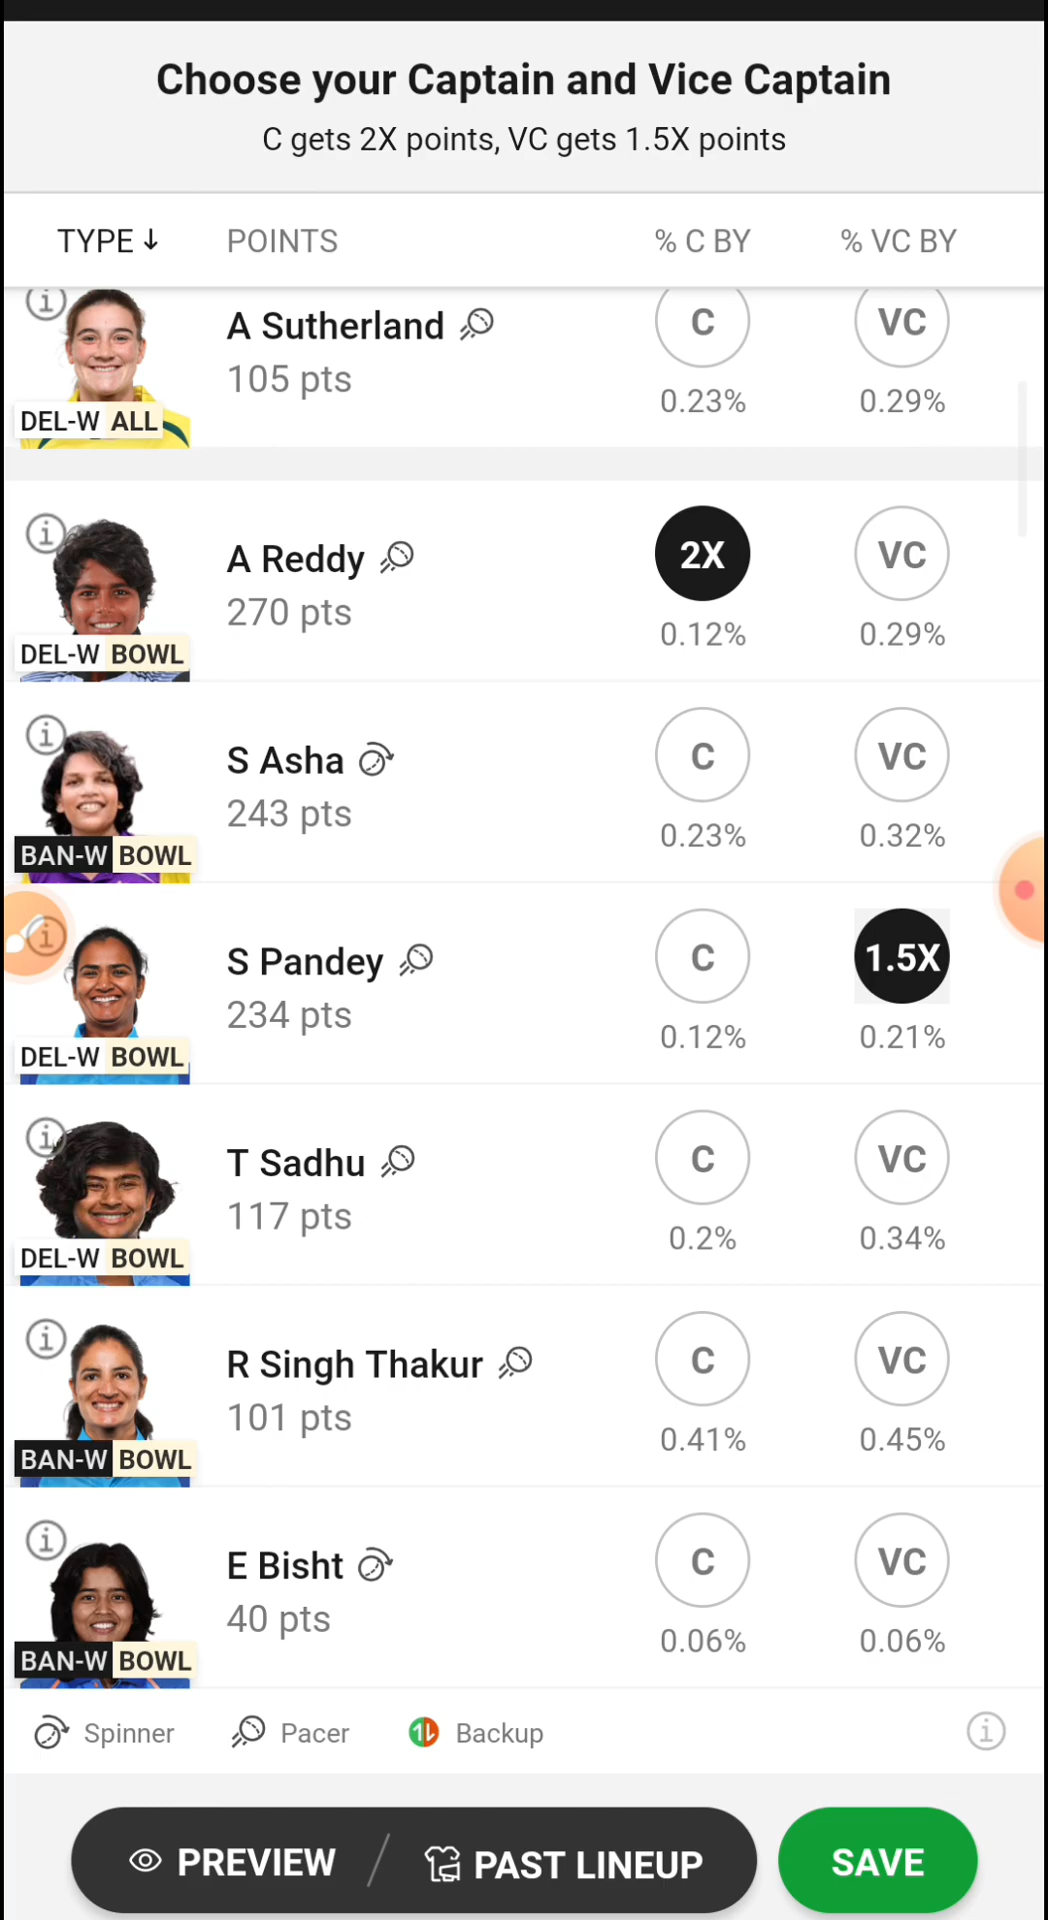 Choose your Captain and Vice Captain
C gets 2X points, VC gets 1.5X points
TYPE↓ POINTS % C BY % VC BY
A Sutherland C VC
105 pts 0.23% 0.29%
DEL-W ALL
A Reddy 2X VC
270 pts 0.12% 0.29%
DEL-W BOWL
S Asha C VC
243 pts 0.23% 0.32%
BAN-W BOWL
S Pandey C 1.5X
234 pts 0.12% 0.21%
DEL-W BOWL
T Sadhu C VC
117 pts 0.2% 0.34%
DEL-W BOWL
R Singh Thakur C VC
101 pts 0.41% 0.45%
BAN-W BOWL
E Bisht C VC
40 pts 0.06% 0.06%
BAN-W BOWL
Spinner Pacer Backup
PREVIEW / PAST LINEUP SAVE